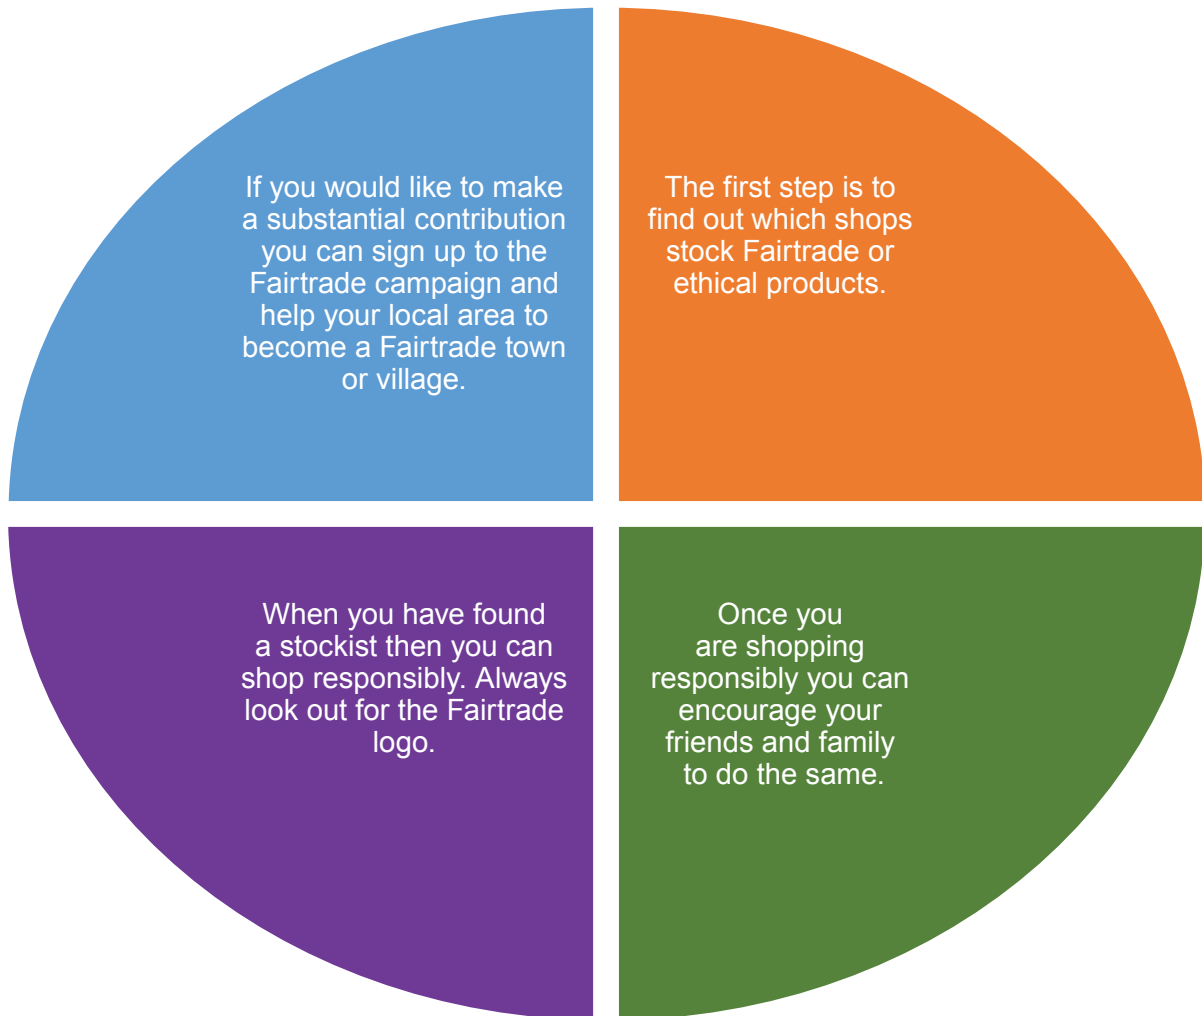 If you would like to make
a substantial contribution
you can sign up to the
Fairtrade campaign and
help your local area to
become a Fairtrade town
or village.
The first step is to
find out which shops
stock Fairtrade or
ethical products.
When you have found
a stockist then you can
shop responsibly. Always
look out for the Fairtrade
logo.
Once you
are shopping
responsibly you can
encourage your
friends and family
to do the same.